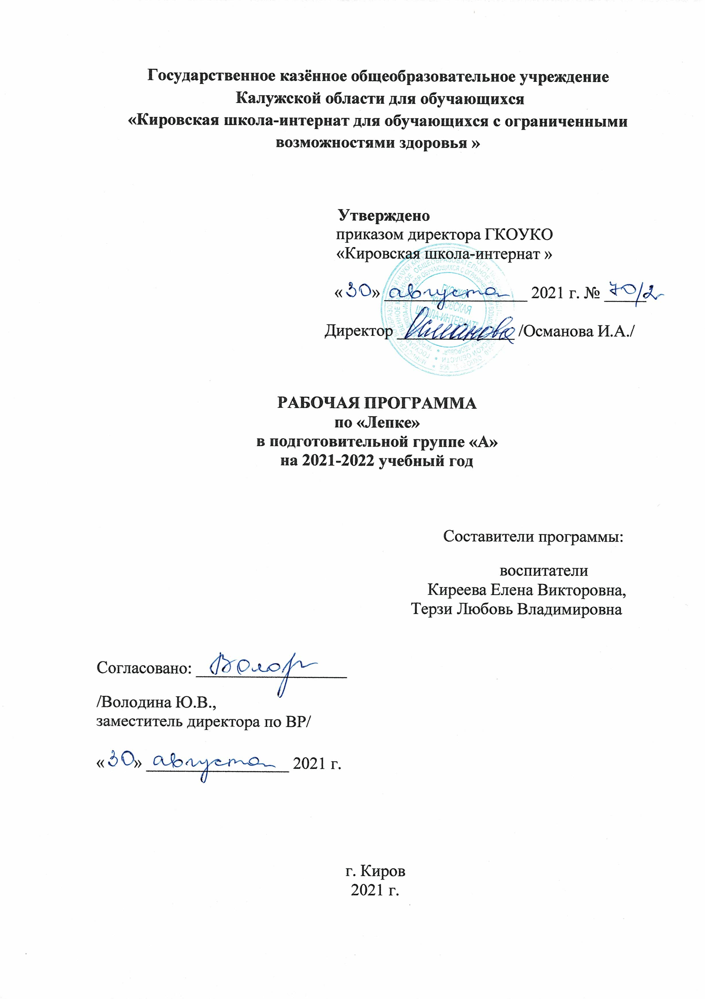 Государственное казённое общеобразовательное учреждение
Калужской области для обучающихся
«Кировская школа-интернат для обучающихся с ограниченными
возможностями здоровья »
Утверждено
приказом директора ГКОУКО
«Кировская школа-интернат »
«30» августа 2021 г. № 70/2
Директор Османова /Османова И.А./
ГКОУКО
"КИРОВСКАЯ
ШКОЛА-ИНТЕРНАТ"
РАБОЧАЯ ПРОГРАММА
по «Лепке»
в подготовительной группе «А»
на 2021-2022 учебный год
Составители программы:
воспитатели
Киреева Елена Викторовна,
Терзи Любовь Владимировна
Согласовано:
/Володина Ю.В.,
заместитель директора по ВР/
«30» августа 2021 г.
г. Киров
2021 г.